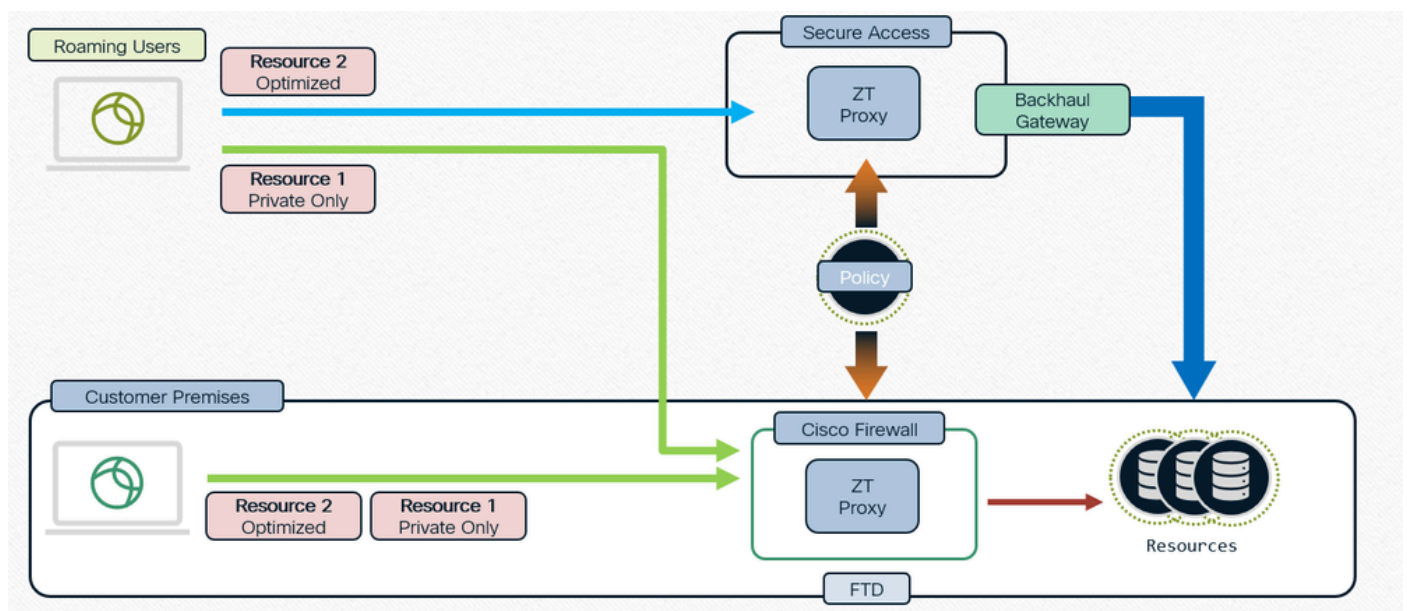 Roaming Users
Resource 2
Optimized
Resource 1
Private Only
Secure Access
ZT
Proxy
Backhaul
Gateway
Policy
Customer Premises
Resource 2
Optimized
Resource 1
Private Only
Cisco Firewall
ZT
Proxy
Resources
FTD